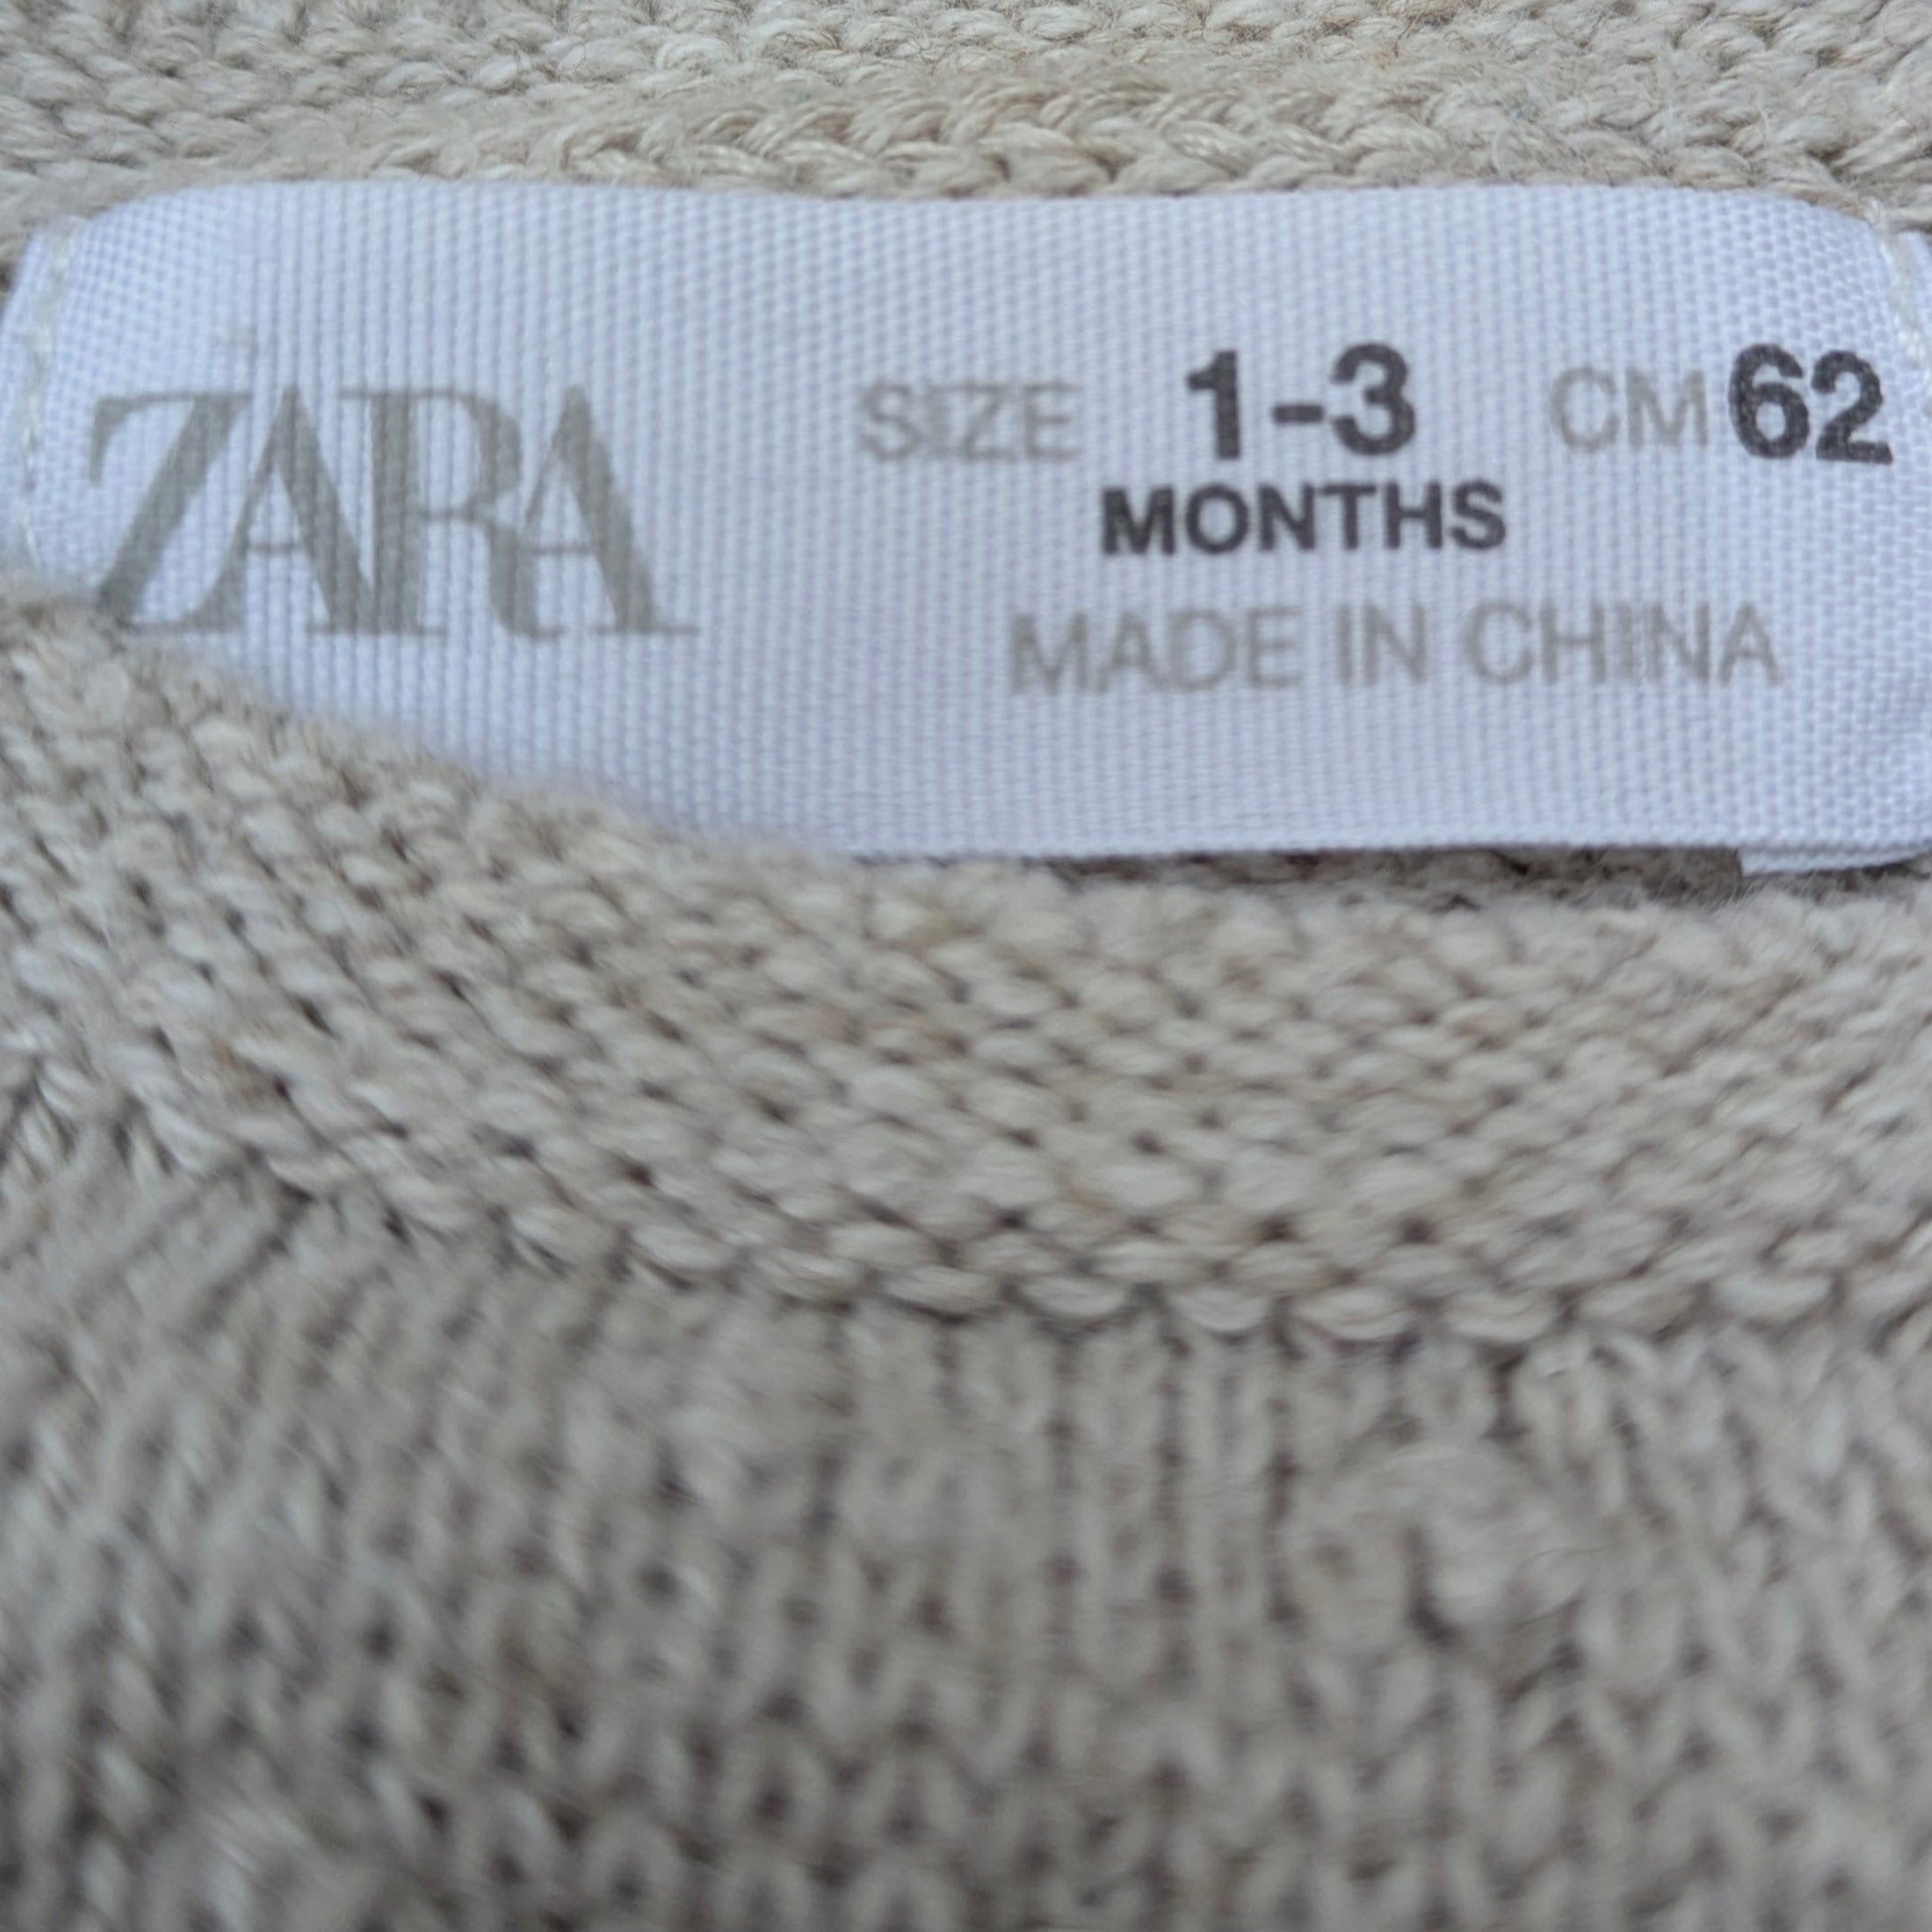 ZARA
SIZE 1-3 CM 62
MONTHS
MADE IN CHINA